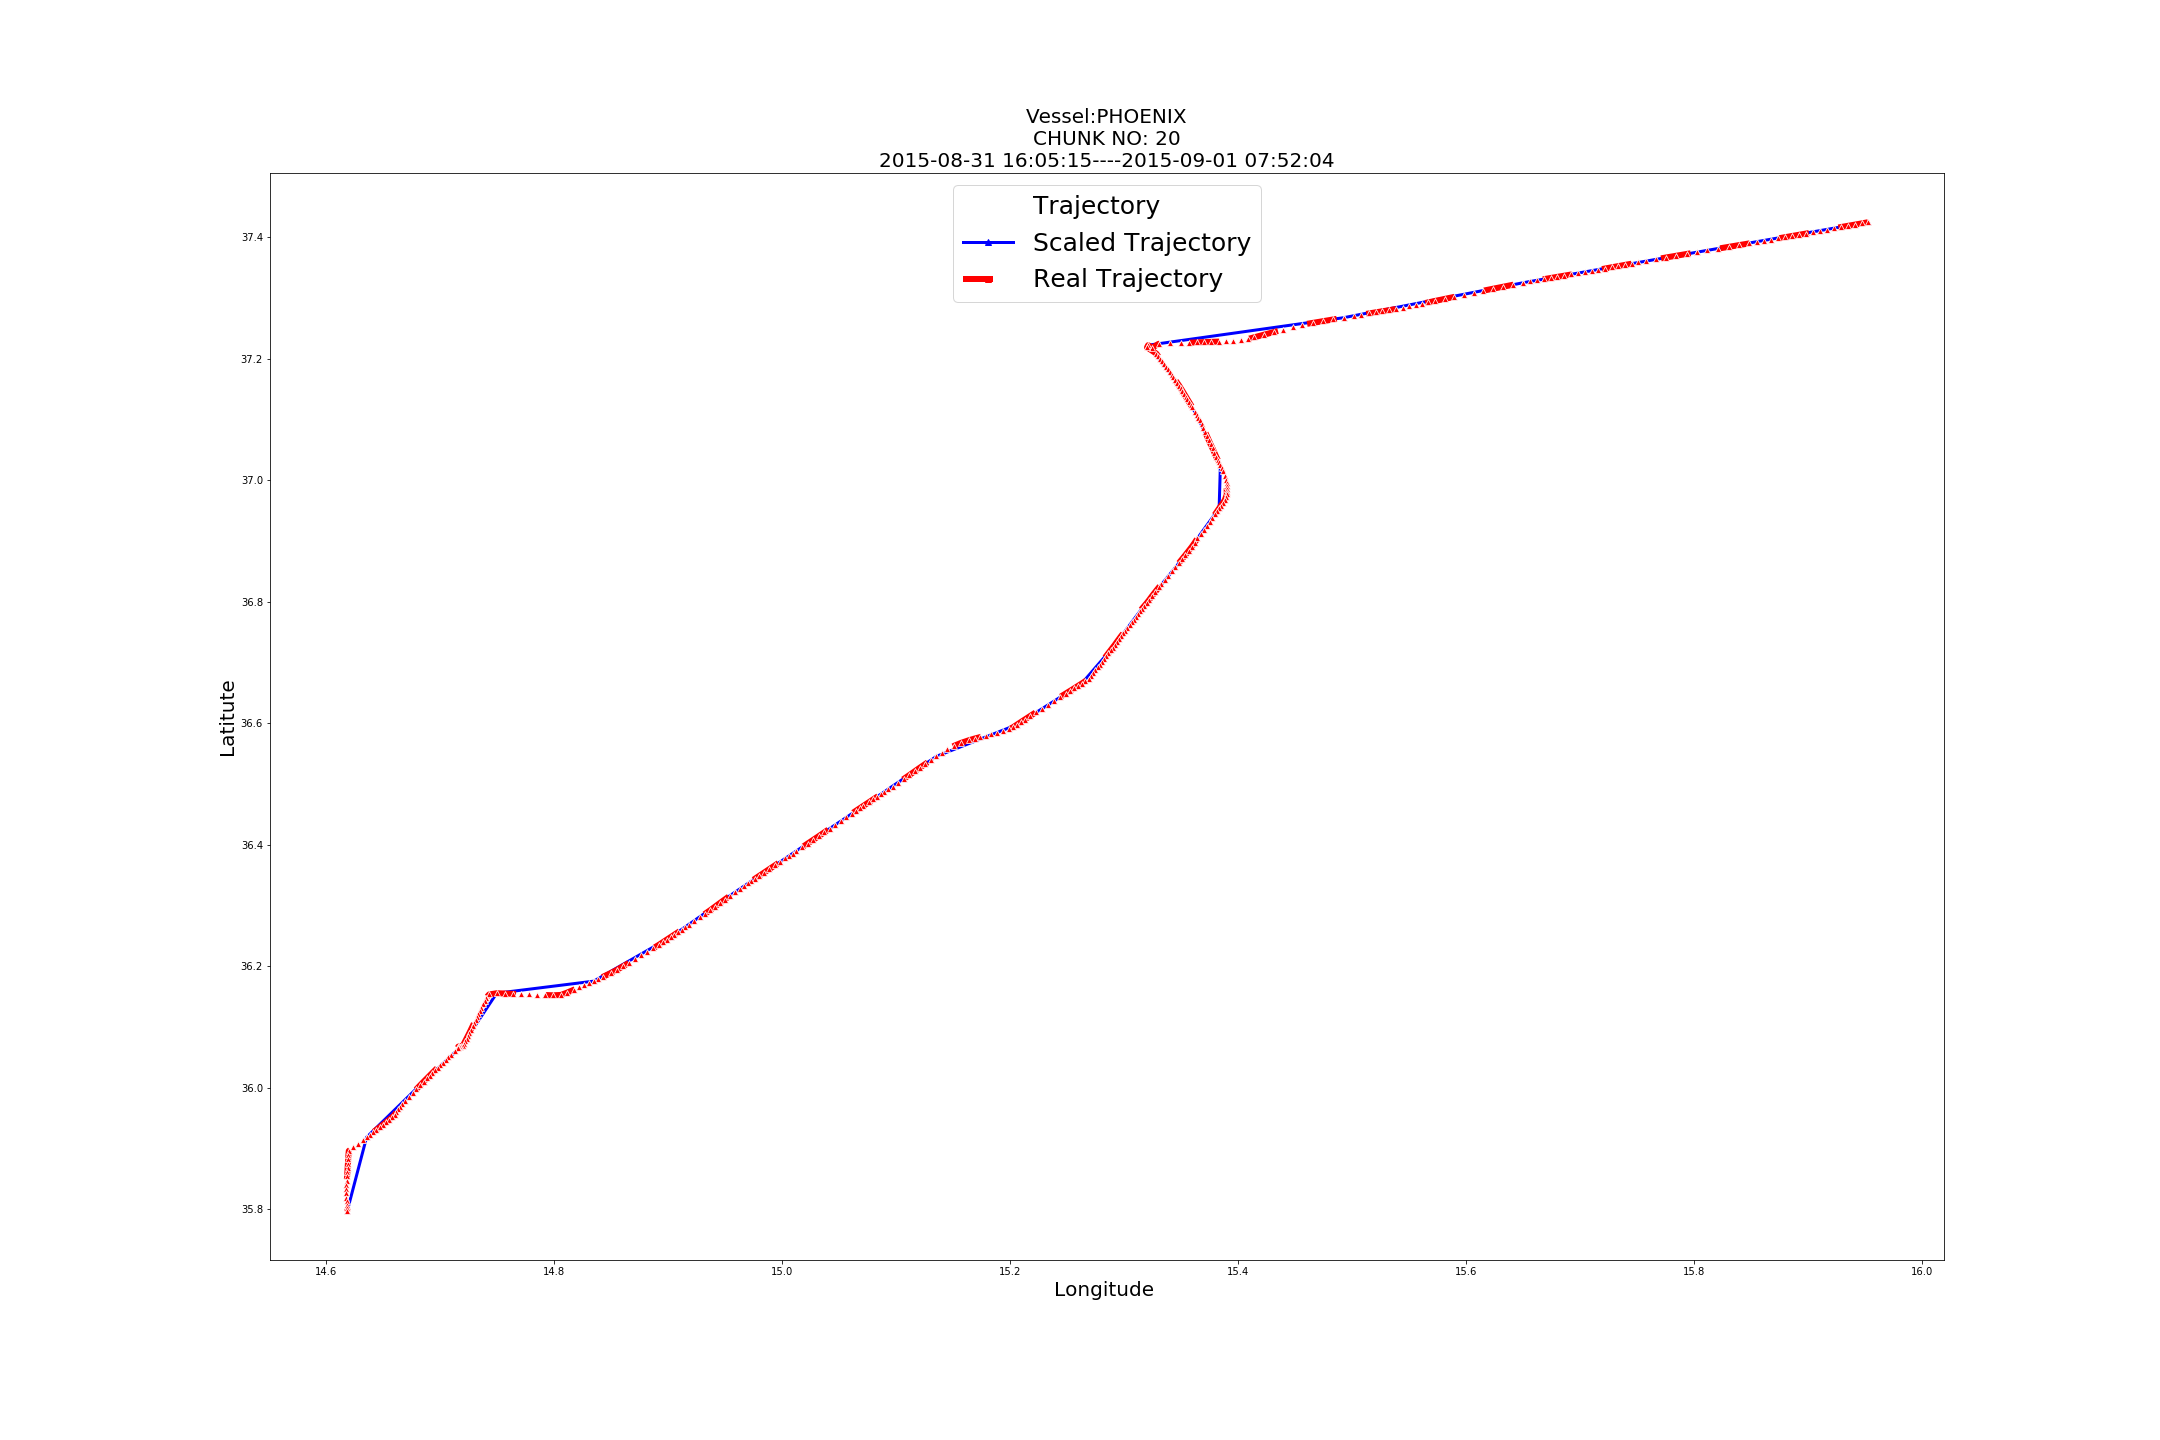 Vessel:PHOENIX
CHUNK NO: 20
2015-08-31 16:05:15----2015-09-01 07:52:04
Trajectory
Scaled Trajectory
Real Trajectory
37.4
37.2
37.0
36.8
36.6
36.4
36.2
36.0
35.8
Latitute
14.6 14.8 15.0 15.2 15.4 15.6 15.8 16.0
Longitude